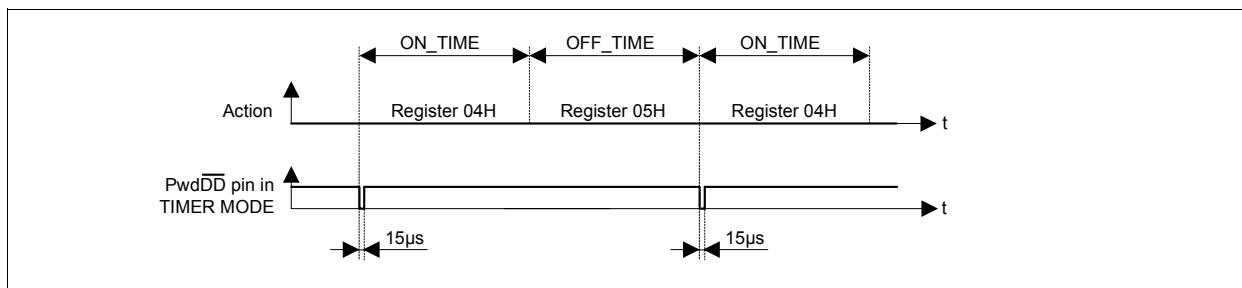 ON_TIME OFF_TIME ON_TIME
Action Register 04H Register 05H Register 04H t
PwdDD pin in
TIMER MODE t
15µs 15µs